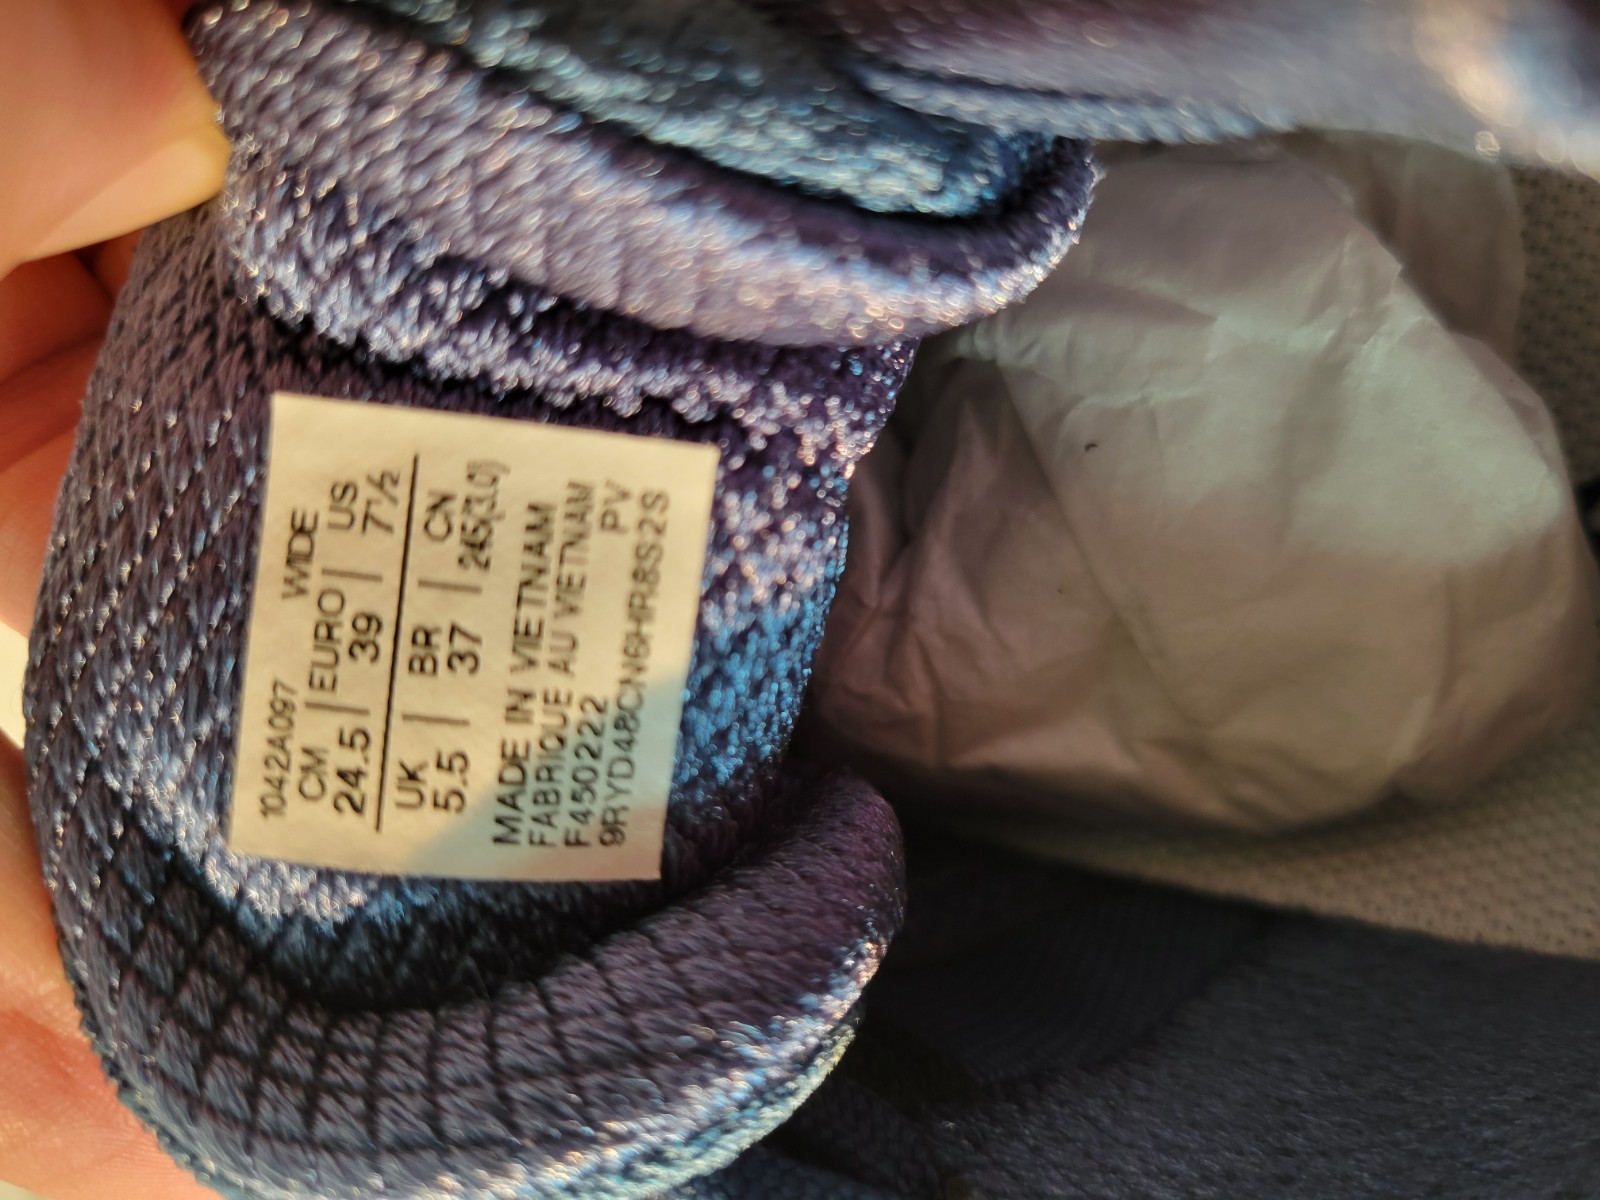 1042A097 WIDE
CM | EURO | US
24.5 | 39 | 7½
UK | BR | CN
5.5 | 37 | 245(3.0)
MADE IN VIETNAM
FABRIQUE AU VIETNAM
F450222 PV
9RYD48CN6HR8S2S